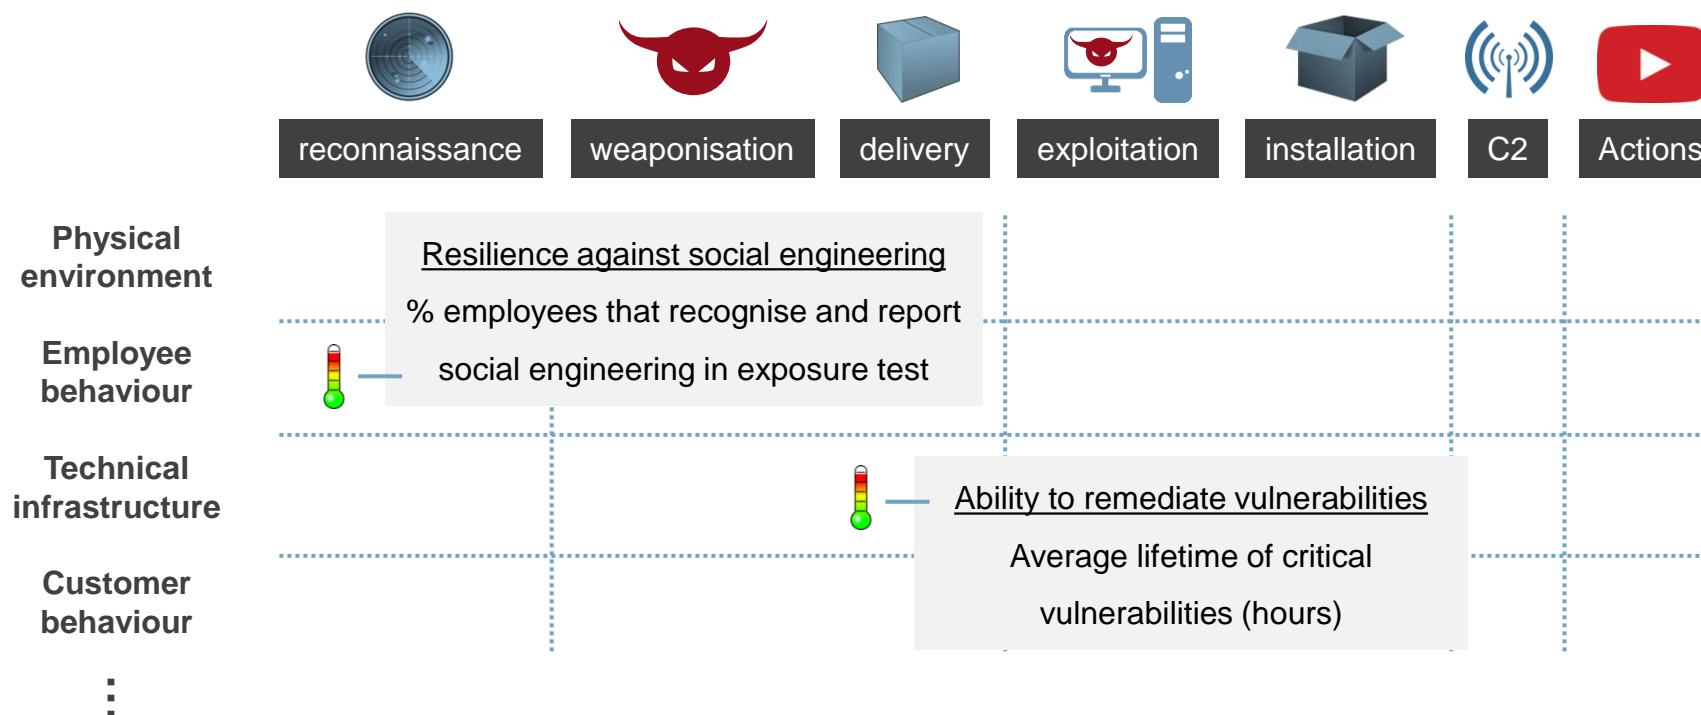 reconnaissance
weaponisation
delivery
exploitation
installation
C2
Actions
Physical
environment
Resilience against social engineering
% employees that recognise and report
social engineering in exposure test
Employee
behaviour
Technical
infrastructure
Ability to remediate vulnerabilities
Average lifetime of critical
vulnerabilities (hours)
Customer
behaviour